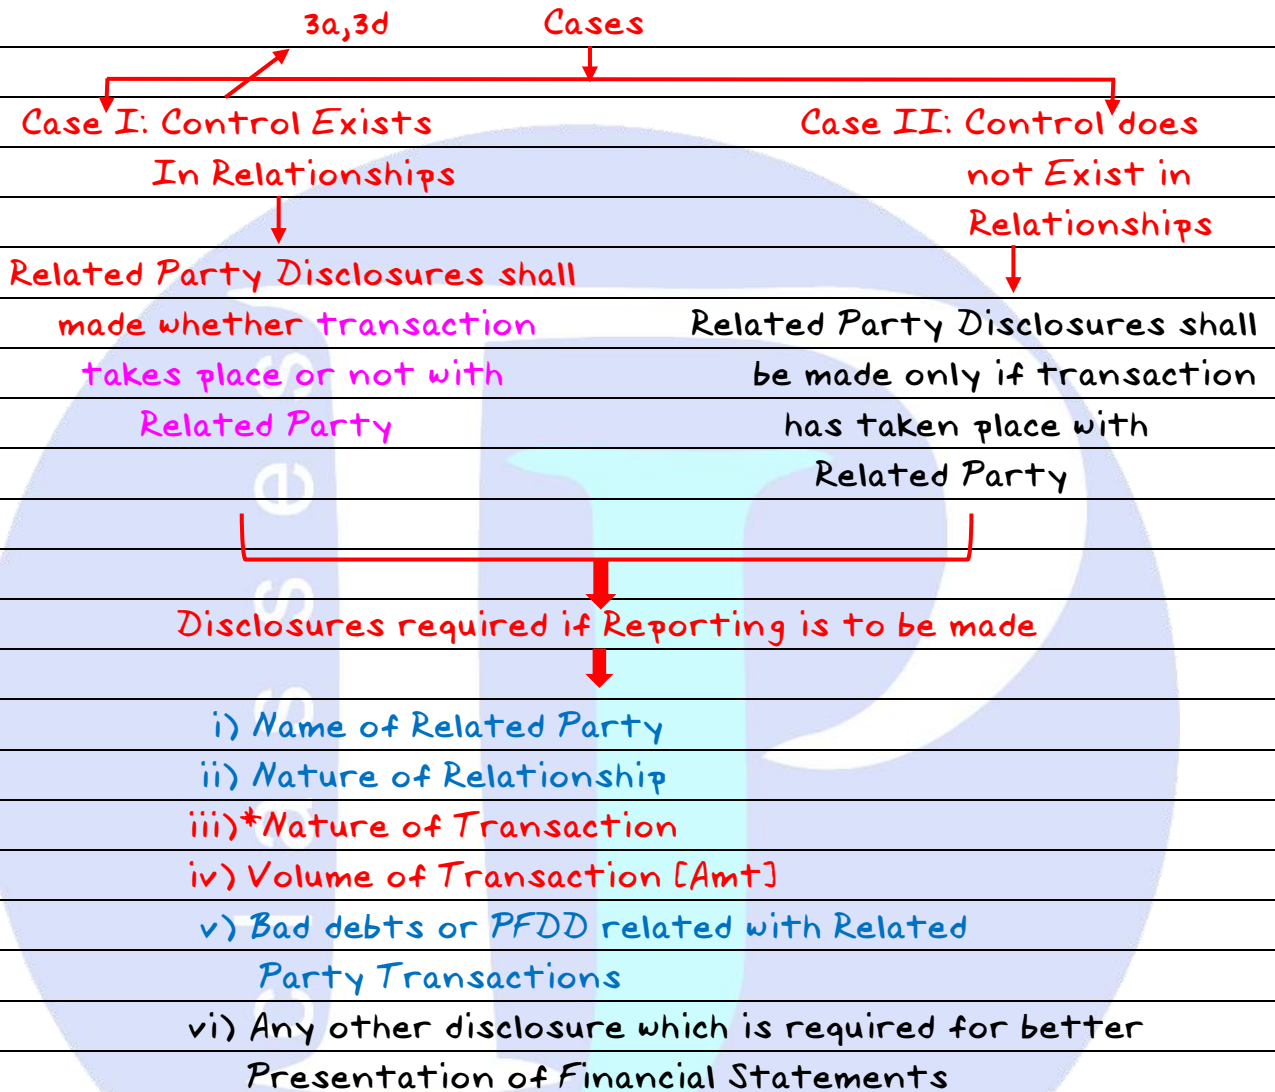 3a,3d Cases
Case I: Control Exists
In Relationships
Case II: Control does
not Exist in
Relationships
Related Party Disclosures shall
made whether transaction
takes place or not with
Related Party
Related Party Disclosures shall
be made only if transaction
has taken place with
Related Party
Disclosures required if Reporting is to be made
i) Name of Related Party
ii) Nature of Relationship
iii)*Nature of Transaction
iv) Volume of Transaction [Amt]
v) Bad debts or PFDD related with Related
Party Transactions
vi) Any other disclosure which is required for better
Presentation of Financial Statements
classes